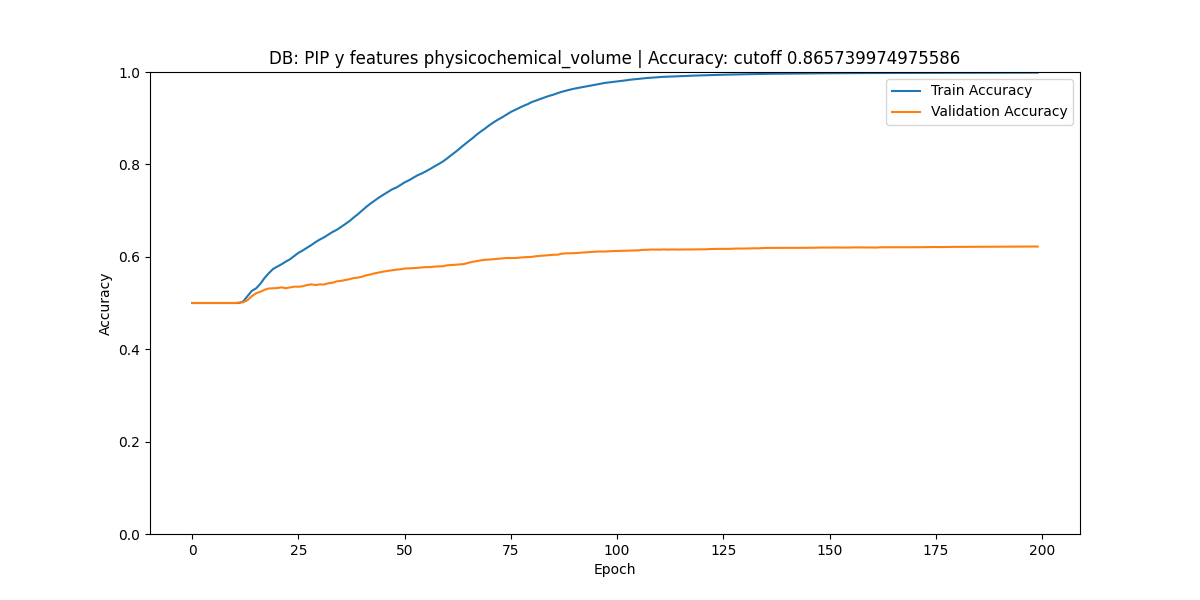 DB: PIP y features physicochemical_volume | Accuracy: cutoff 0.865739974975586
1.0
Train Accuracy
Validation Accuracy
0.8
0.6
Accuracy
0.4
0.2
0.0
0 25 50 75 100 125 150 175 200
Epoch